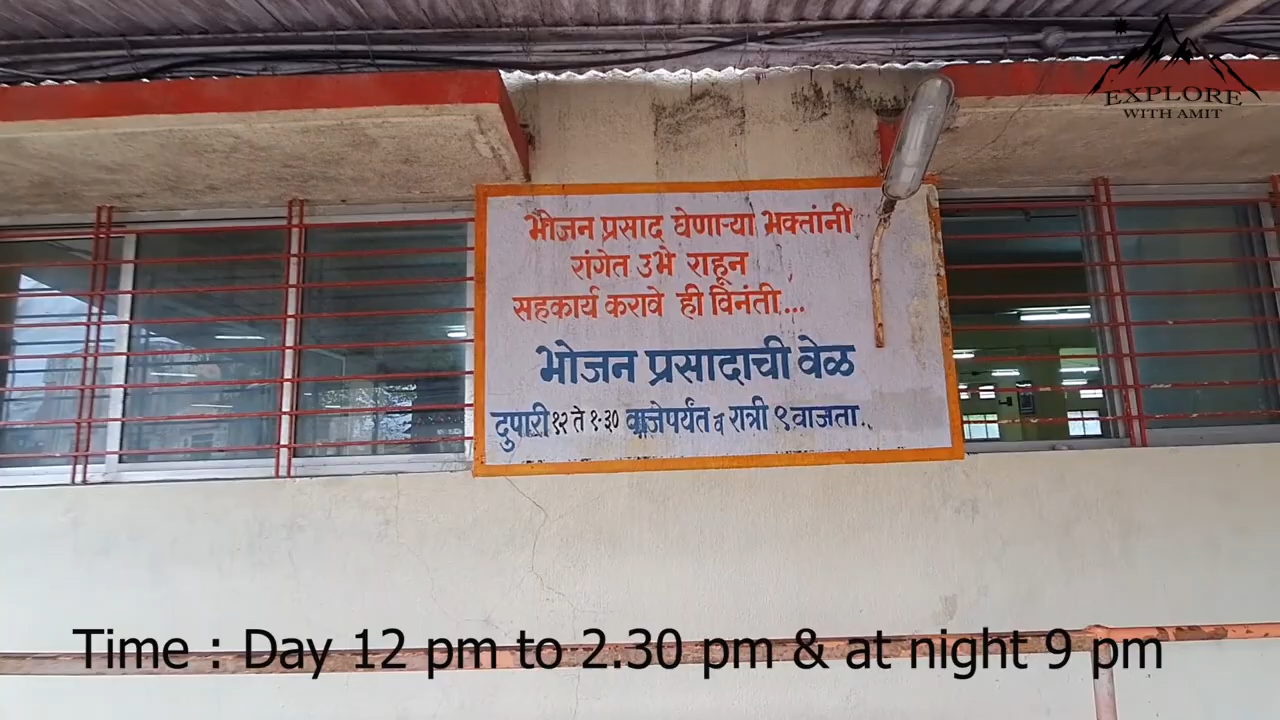 EXPLORE
WITH AMIT
भोजन प्रसाद घेणाऱ्या भक्तांनी
रांगेत उभे राहून
सहकार्य करावे ही विनंती...
भोजन प्रसादाची वेळ
दुपारी १२ ते १.३० वाजेपर्यंत व रात्री ९ वाजता.
Time : Day 12 pm to 2.30 pm & at night 9 pm